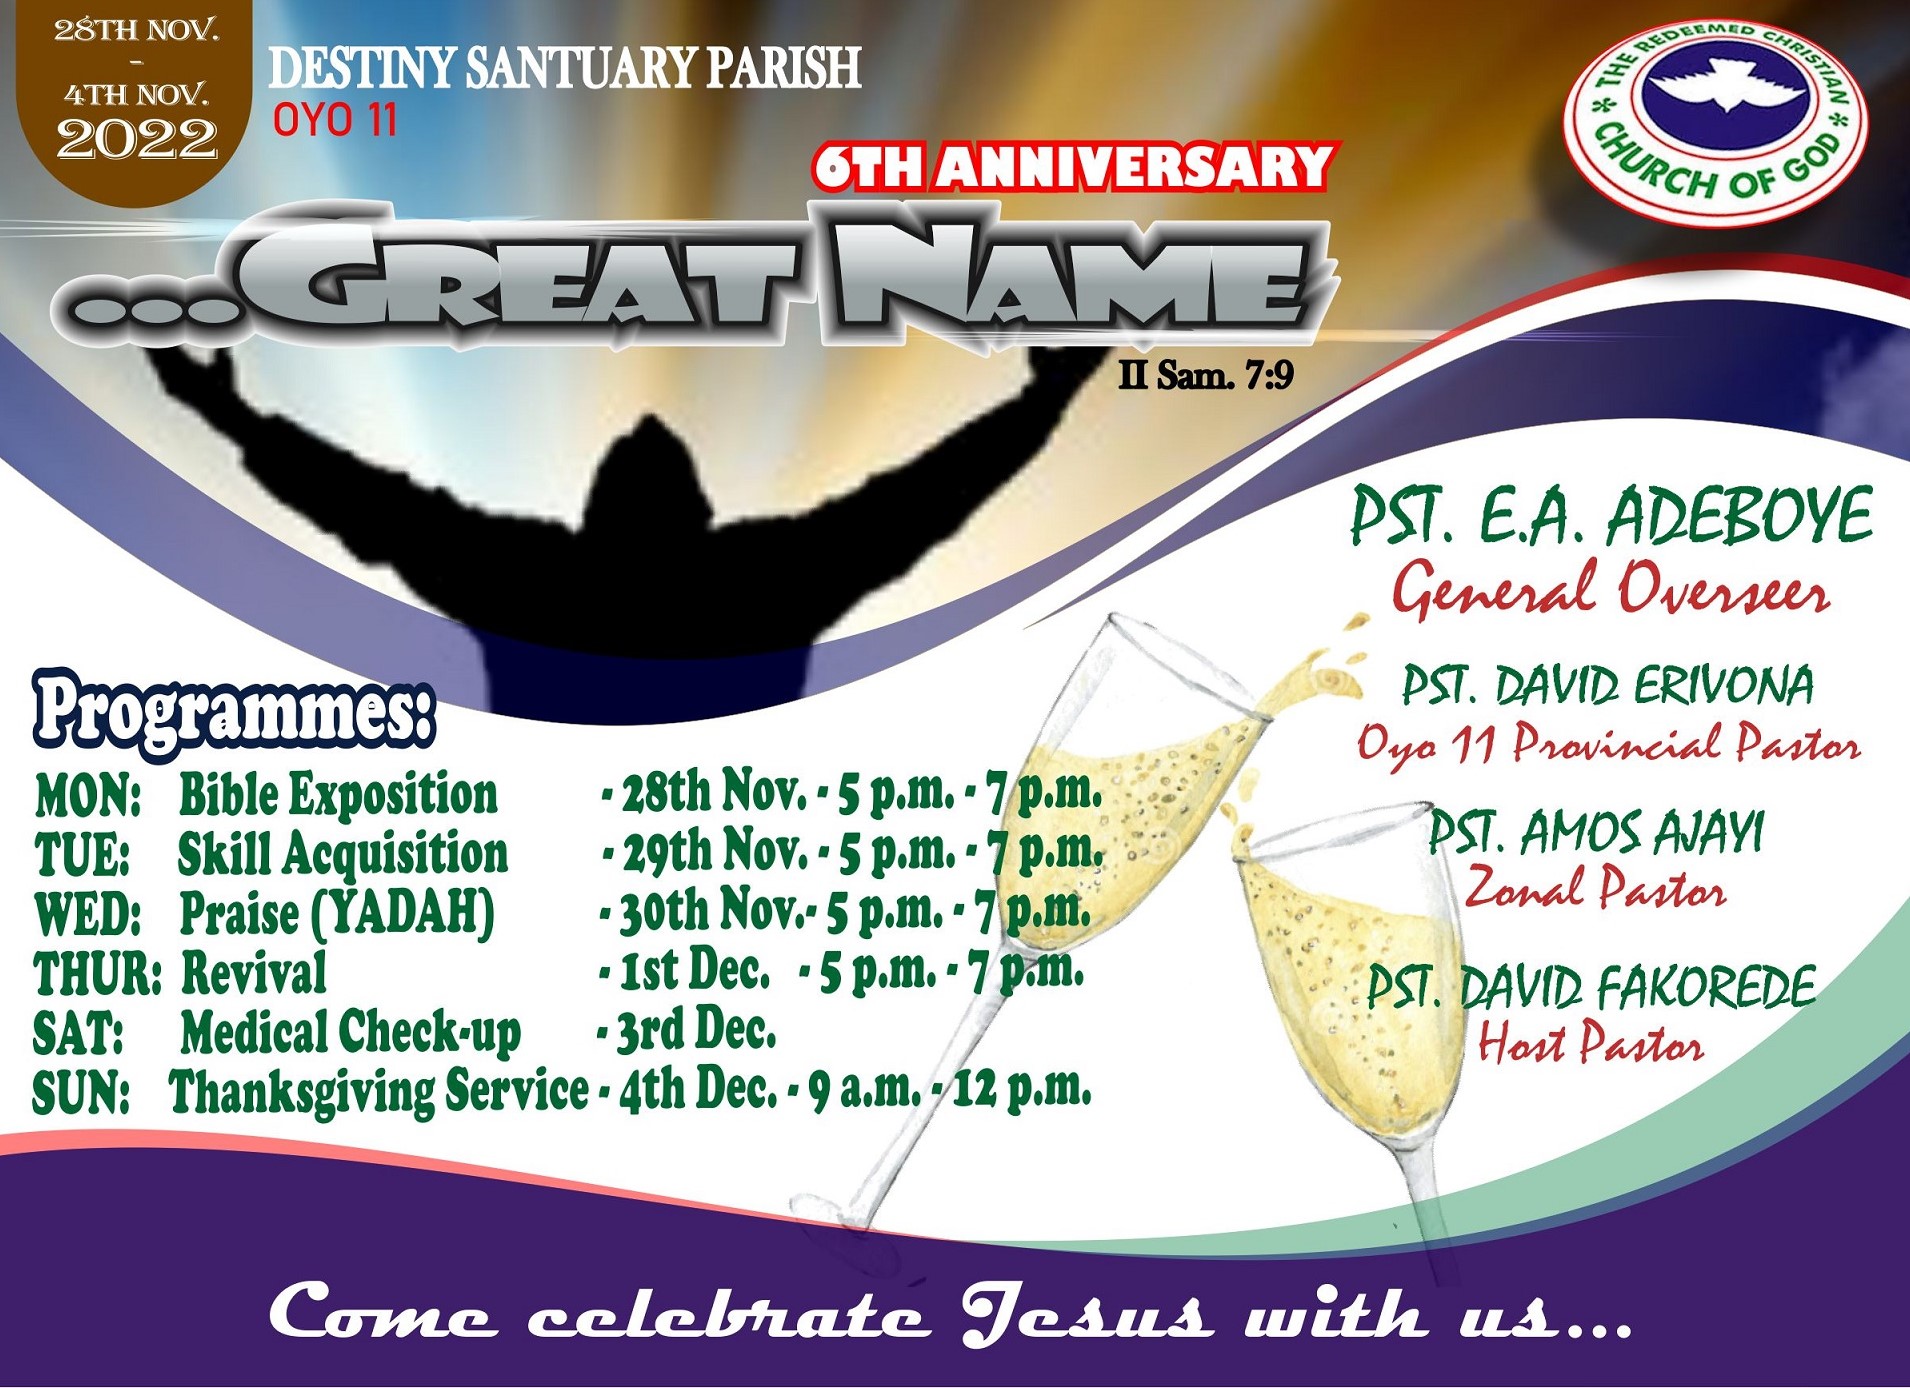 28TH NOV.
-
4TH NOV.
2022
DESTINY SANTUARY PARISH
OYO 11
THE REDEEMED CHRISTIAN
CHURCH OF GOD
6TH ANNIVERSARY
...GREAT NAME
II Sam. 7:9
PST. E.A. ADEBOYE
General Overseer
PST. DAVID ERIVONA
Oyo 11 Provincial Pastor
PST. AMOS AJAYI
Zonal Pastor
PST. DAVID FAKOREDE
Host Pastor
Programmes:
MON: Bible Exposition - 28th Nov. - 5 p.m. - 7 p.m.
TUE: Skill Acquisition - 29th Nov. - 5 p.m. - 7 p.m.
WED: Praise (YADAH) - 30th Nov.- 5 p.m. - 7 p.m.
THUR: Revival - 1st Dec. - 5 p.m. - 7 p.m.
SAT: Medical Check-up - 3rd Dec.
SUN: Thanksgiving Service - 4th Dec. - 9 a.m. - 12 p.m.
Come celebrate Jesus with us...